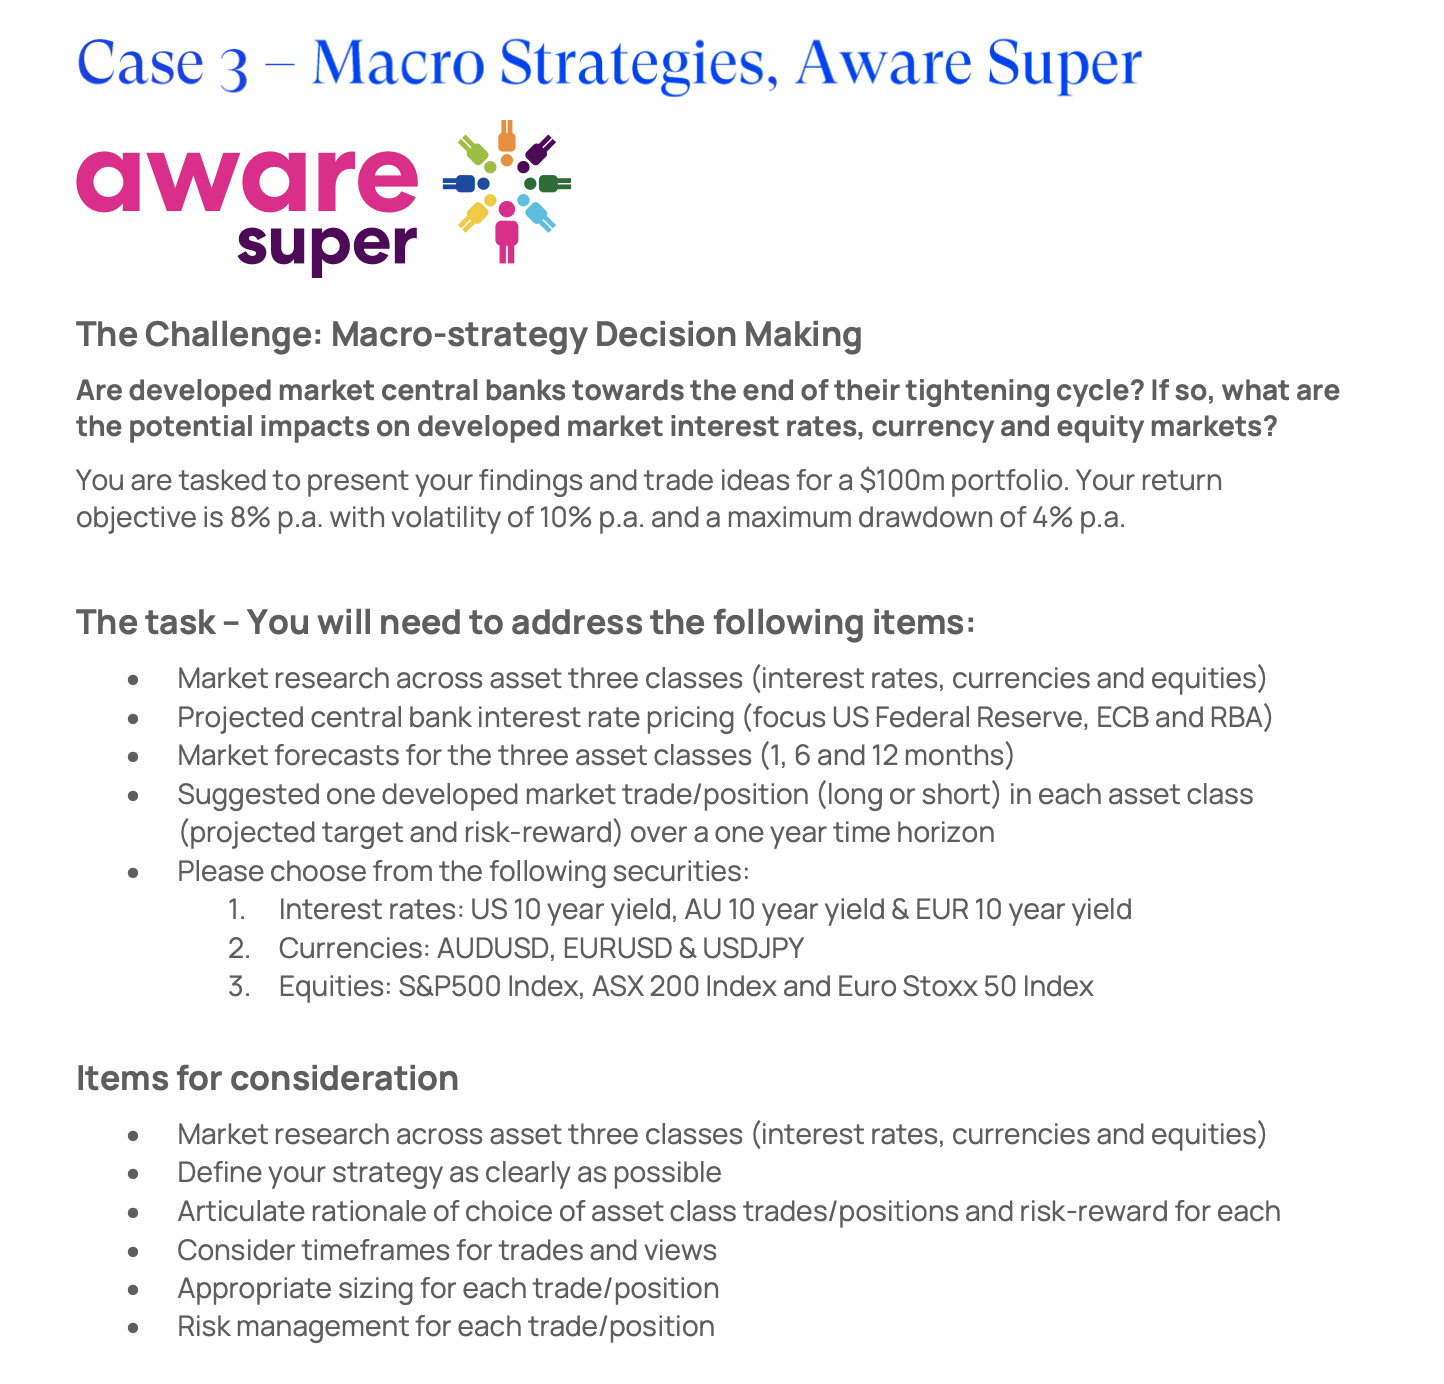 Case 3 – Macro Strategies, Aware Super
aware
super
The Challenge: Macro-strategy Decision Making
Are developed market central banks towards the end of their tightening cycle? If so, what are
the potential impacts on developed market interest rates, currency and equity markets?
You are tasked to present your findings and trade ideas for a $100m portfolio. Your return
objective is 8% p.a. with volatility of 10% p.a. and a maximum drawdown of 4% p.a.
The task – You will need to address the following items:
• Market research across asset three classes (interest rates, currencies and equities)
• Projected central bank interest rate pricing (focus US Federal Reserve, ECB and RBA)
• Market forecasts for the three asset classes (1, 6 and 12 months)
• Suggested one developed market trade/position (long or short) in each asset class
(projected target and risk-reward) over a one year time horizon
• Please choose from the following securities:
1. Interest rates: US 10 year yield, AU 10 year yield & EUR 10 year yield
2. Currencies: AUDUSD, EURUSD & USDJPY
3. Equities: S&P500 Index, ASX 200 Index and Euro Stoxx 50 Index
Items for consideration
• Market research across asset three classes (interest rates, currencies and equities)
• Define your strategy as clearly as possible
• Articulate rationale of choice of asset class trades/positions and risk-reward for each
• Consider timeframes for trades and views
• Appropriate sizing for each trade/position
• Risk management for each trade/position